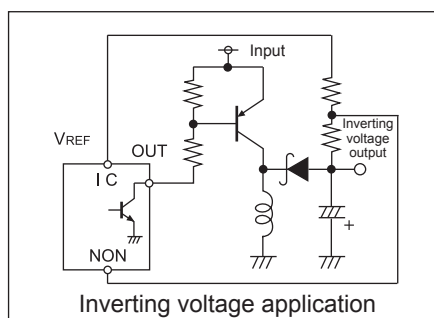 Input
VREF
OUT
Inverting
voltage
output
I C
NON
+
Inverting voltage application